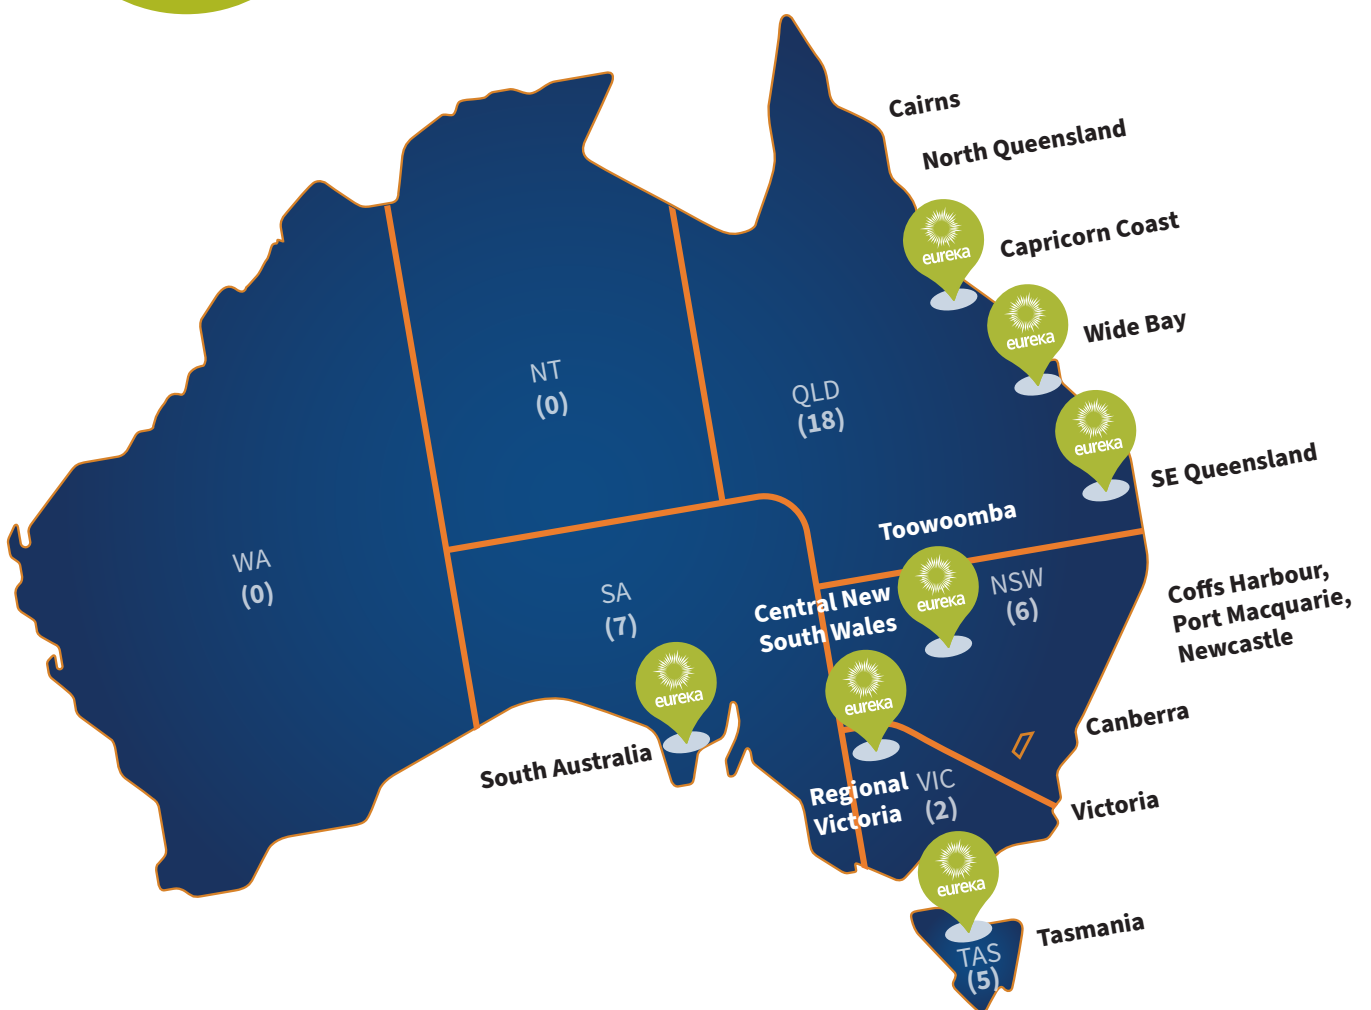 Cairns
North Queensland
eureka
Capricorn Coast
eureka
Wide Bay
NT
(0)
QLD
(18)
eureka
SE Queensland
Toowoomba
WA
(0)
SA
(7)
Central New
South Wales
eureka
NSW
(6)
Coffs Harbour,
Port Macquarie,
Newcastle
eureka
eureka
South Australia
Canberra
Regional
Victoria
VIC
(2)
Victoria
eureka
Tasmania
TAS
(5)